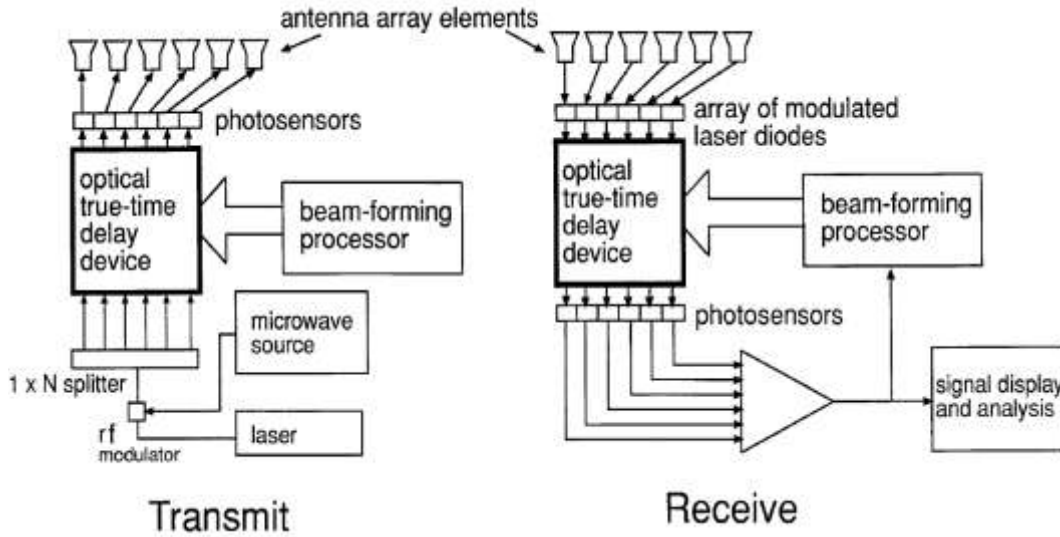 antenna array elements
photosensors
optical
true-time
delay
device
beam-forming
processor
microwave
source
1 x N splitter
rf
modulator
laser
Transmit
array of modulated
laser diodes
optical
true-time
delay
device
beam-forming
processor
photosensors
signal display
and analysis
Receive